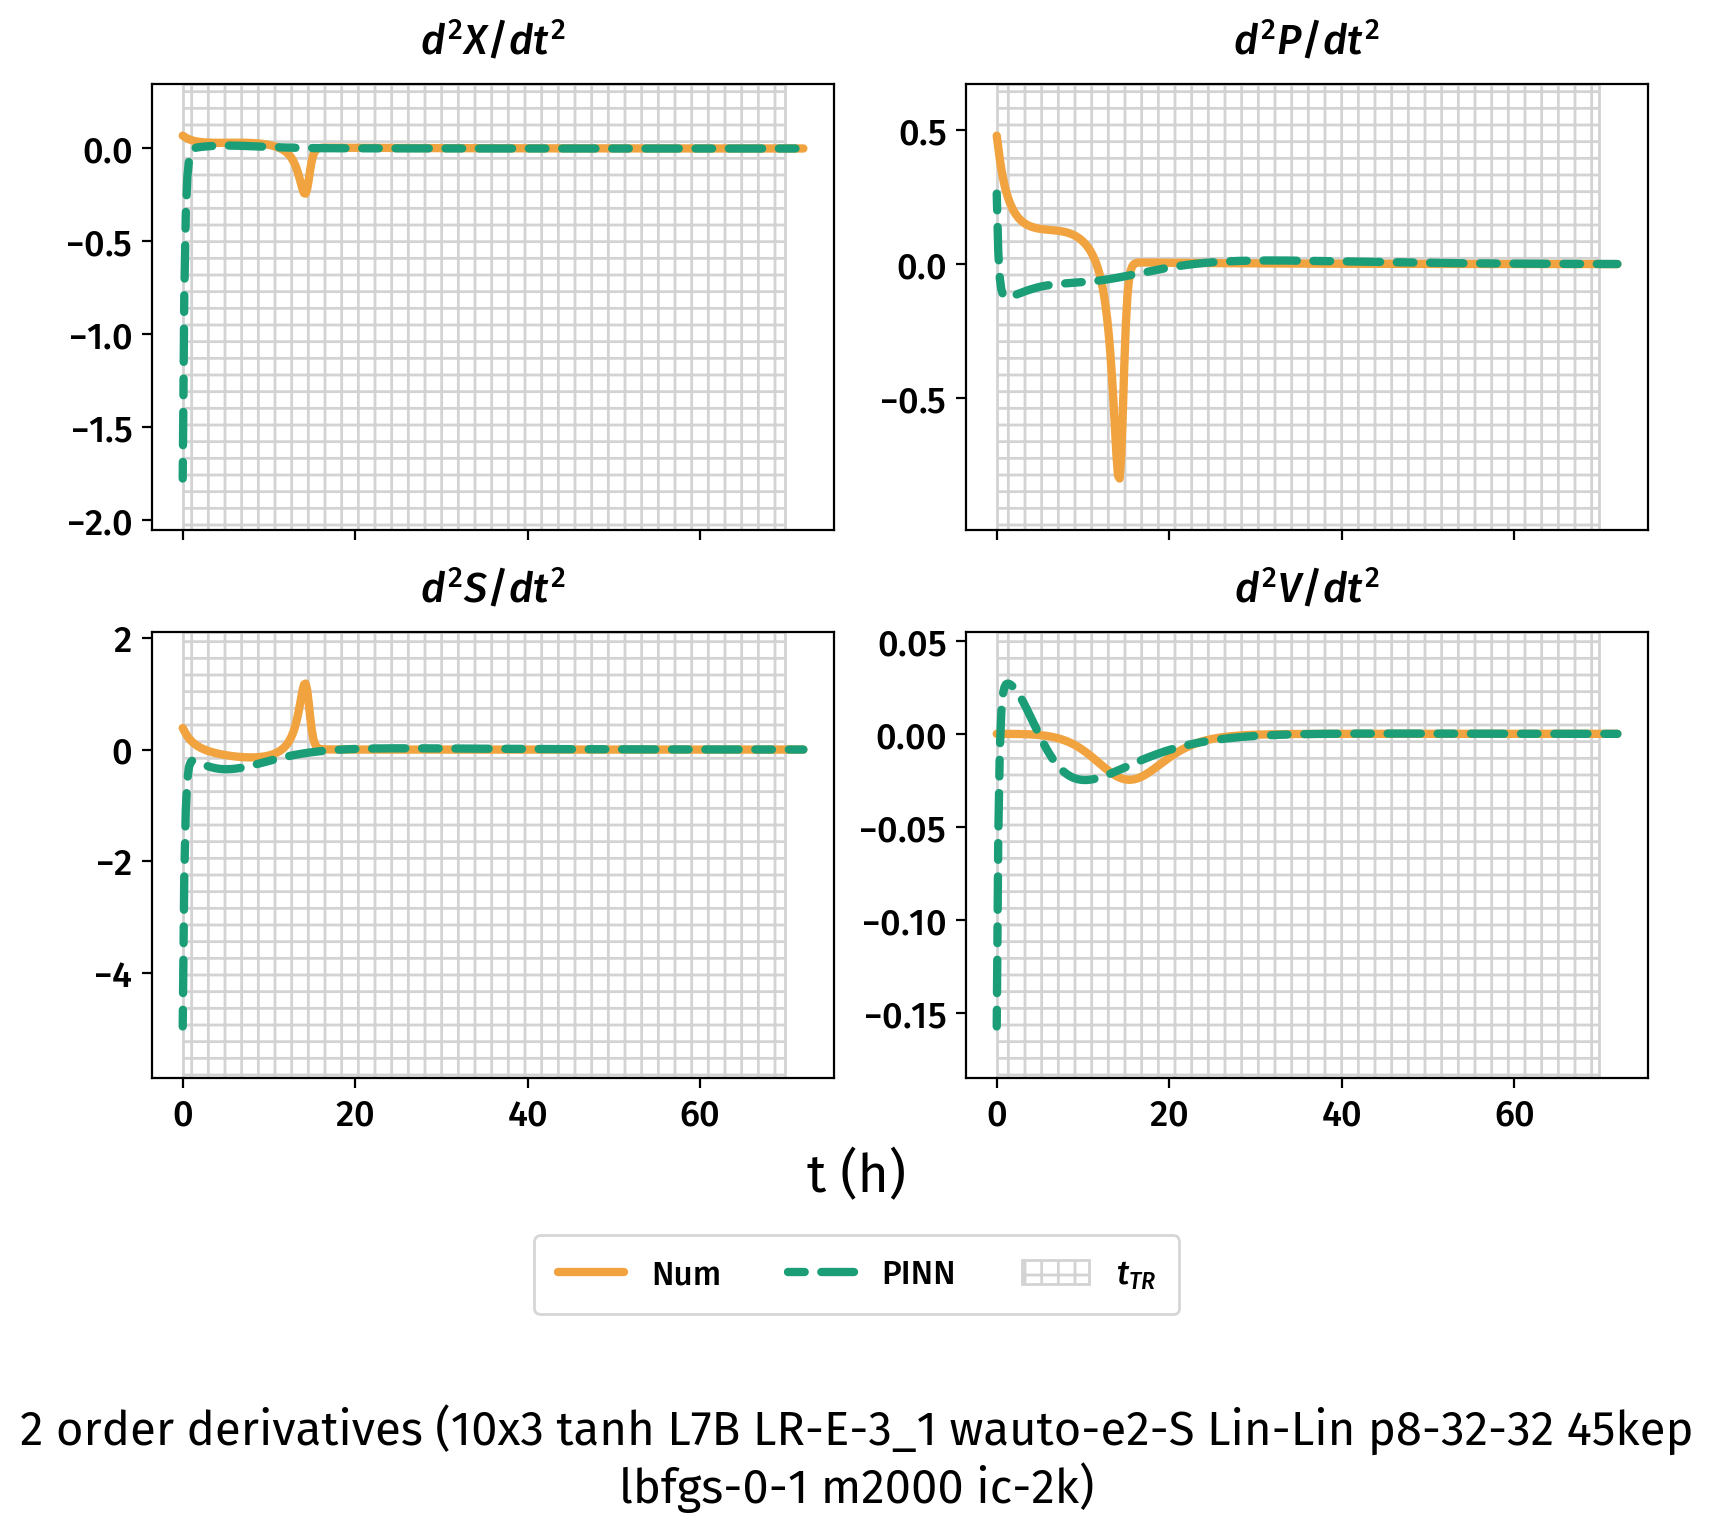 d²X/dt²
d²P/dt²
0.0
−0.5
−1.0
−1.5
−2.0
0.5
0.0
−0.5
d²S/dt²
d²V/dt²
2
0
−2
−4
0.05
0.00
−0.05
−0.10
−0.15
0 20 40 60
0 20 40 60
t (h)
Num PINN t_TR
2 order derivatives (10x3 tanh L7B LR-E-3_1 wauto-e2-S Lin-Lin p8-32-32 45kep
lbfgs-0-1 m2000 ic-2k)